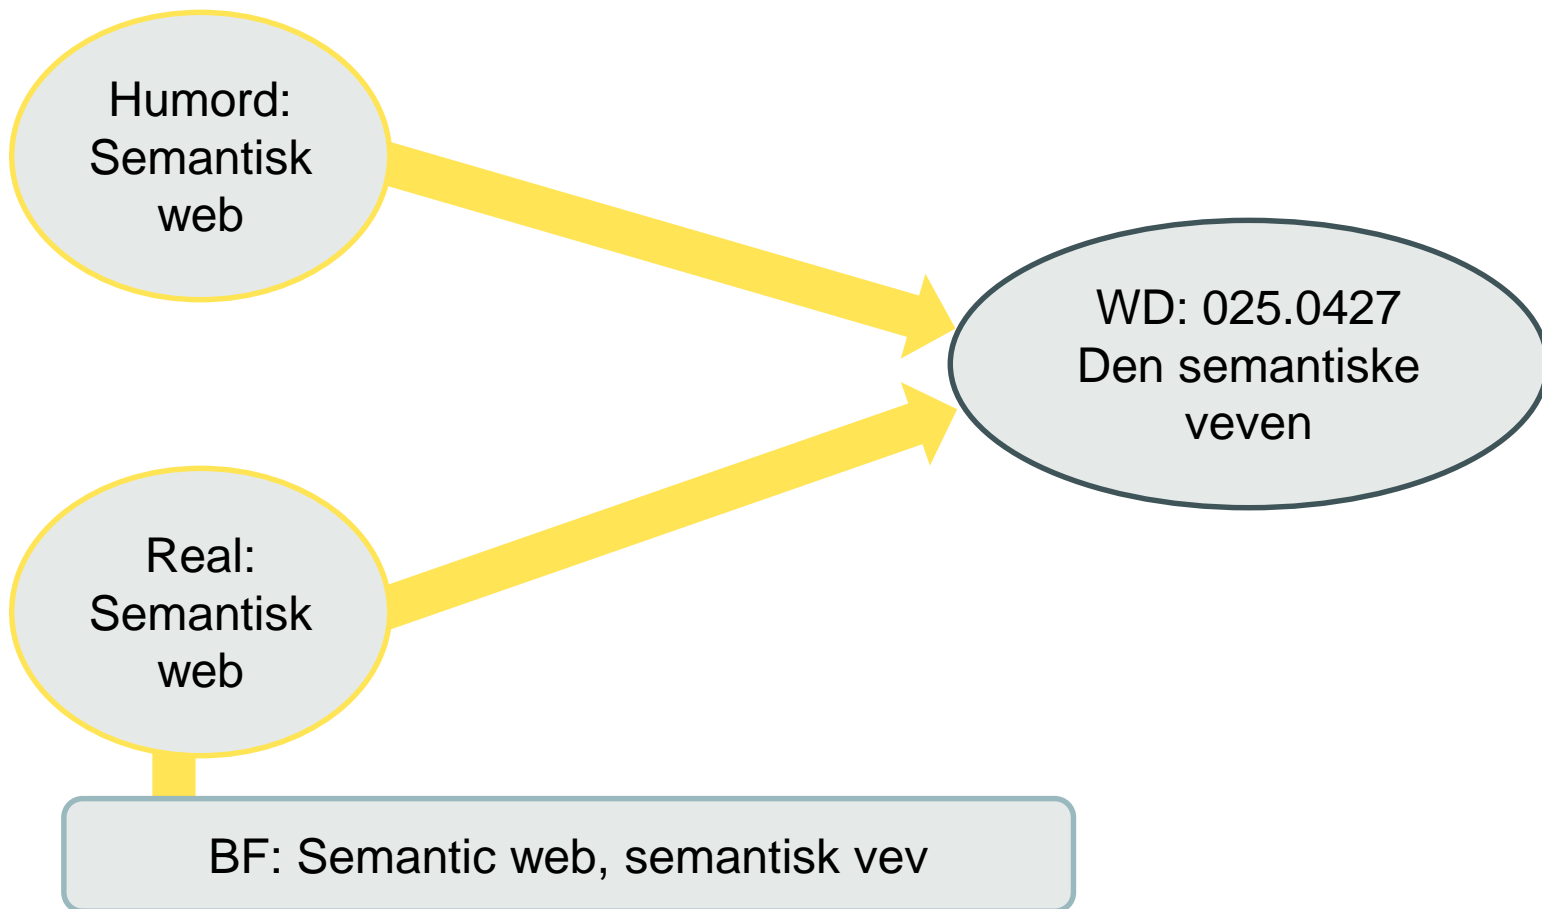 Humord:
Semantisk
web
WD: 025.0427
Den semantiske
veven
Real:
Semantisk
web
BF: Semantic web, semantisk vev